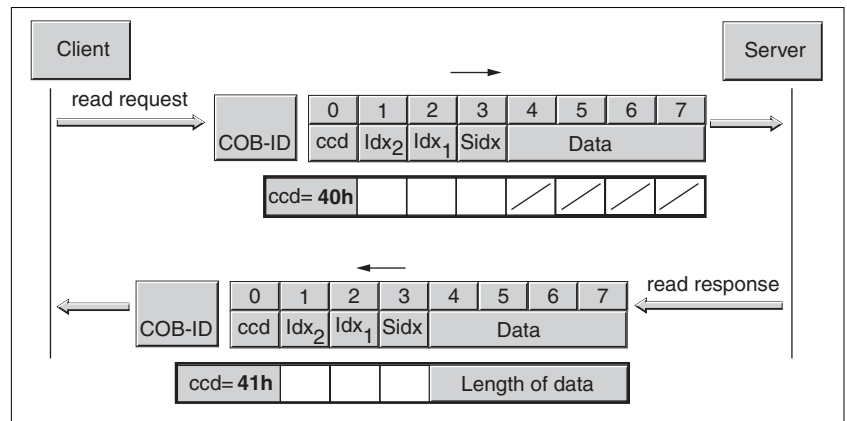 Client
Server
read request
COB-ID
0 1 2 3 4 5 6 7
ccd Idx2 Idx1 Sidx Data
ccd= 40h
read response
COB-ID
0 1 2 3 4 5 6 7
ccd Idx2 Idx1 Sidx Data
ccd= 41h Length of data